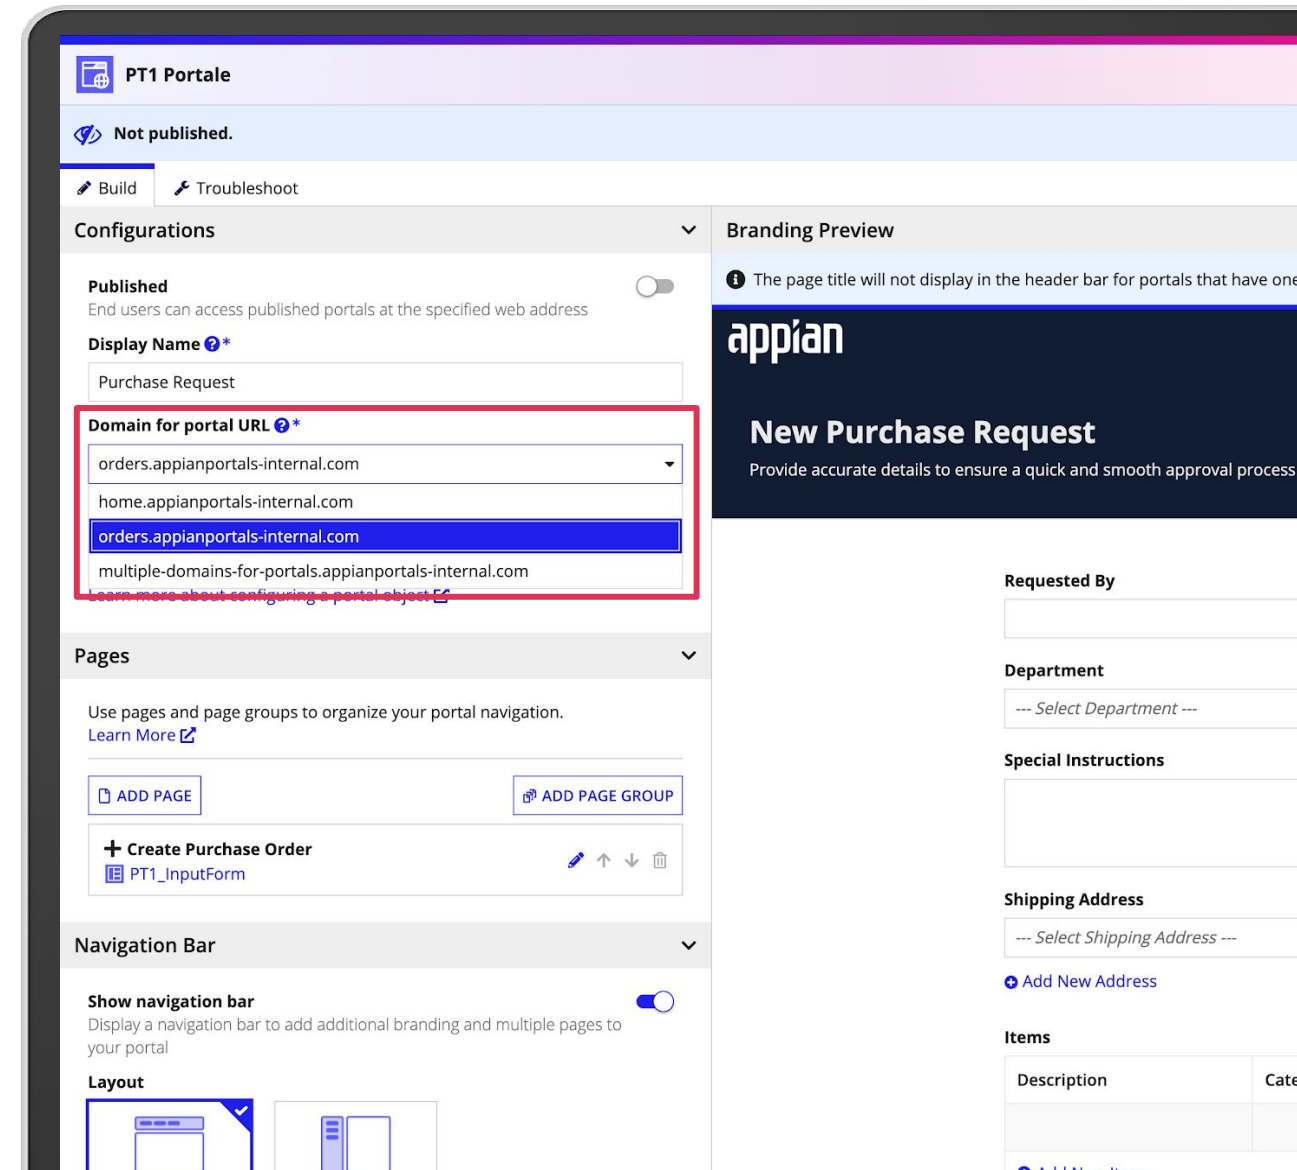 PT1 Portale
Not published.
Build
Troubleshoot
Configurations
Published
End users can access published portals at the specified web address
Display Name
*
Purchase Request
Domain for portal URL
*
orders.appianportals-internal.com
home.appianportals-internal.com
orders.appianportals-internal.com
multiple-domains-for-portals.appianportals-internal.com
Learn more about configuring a portal object
Pages
Use pages and page groups to organize your portal navigation.
Learn More
ADD PAGE
ADD PAGE GROUP
Create Purchase Order
PT1_InputForm
Navigation Bar
Show navigation bar
Display a navigation bar to add additional branding and multiple pages to
your portal
Layout
Branding Preview
The page title will not display in the header bar for portals that have one
appian
New Purchase Request
Provide accurate details to ensure a quick and smooth approval process
Requested By
Department
--- Select Department ---
Special Instructions
Shipping Address
--- Select Shipping Address ---
Add New Address
Items
Description